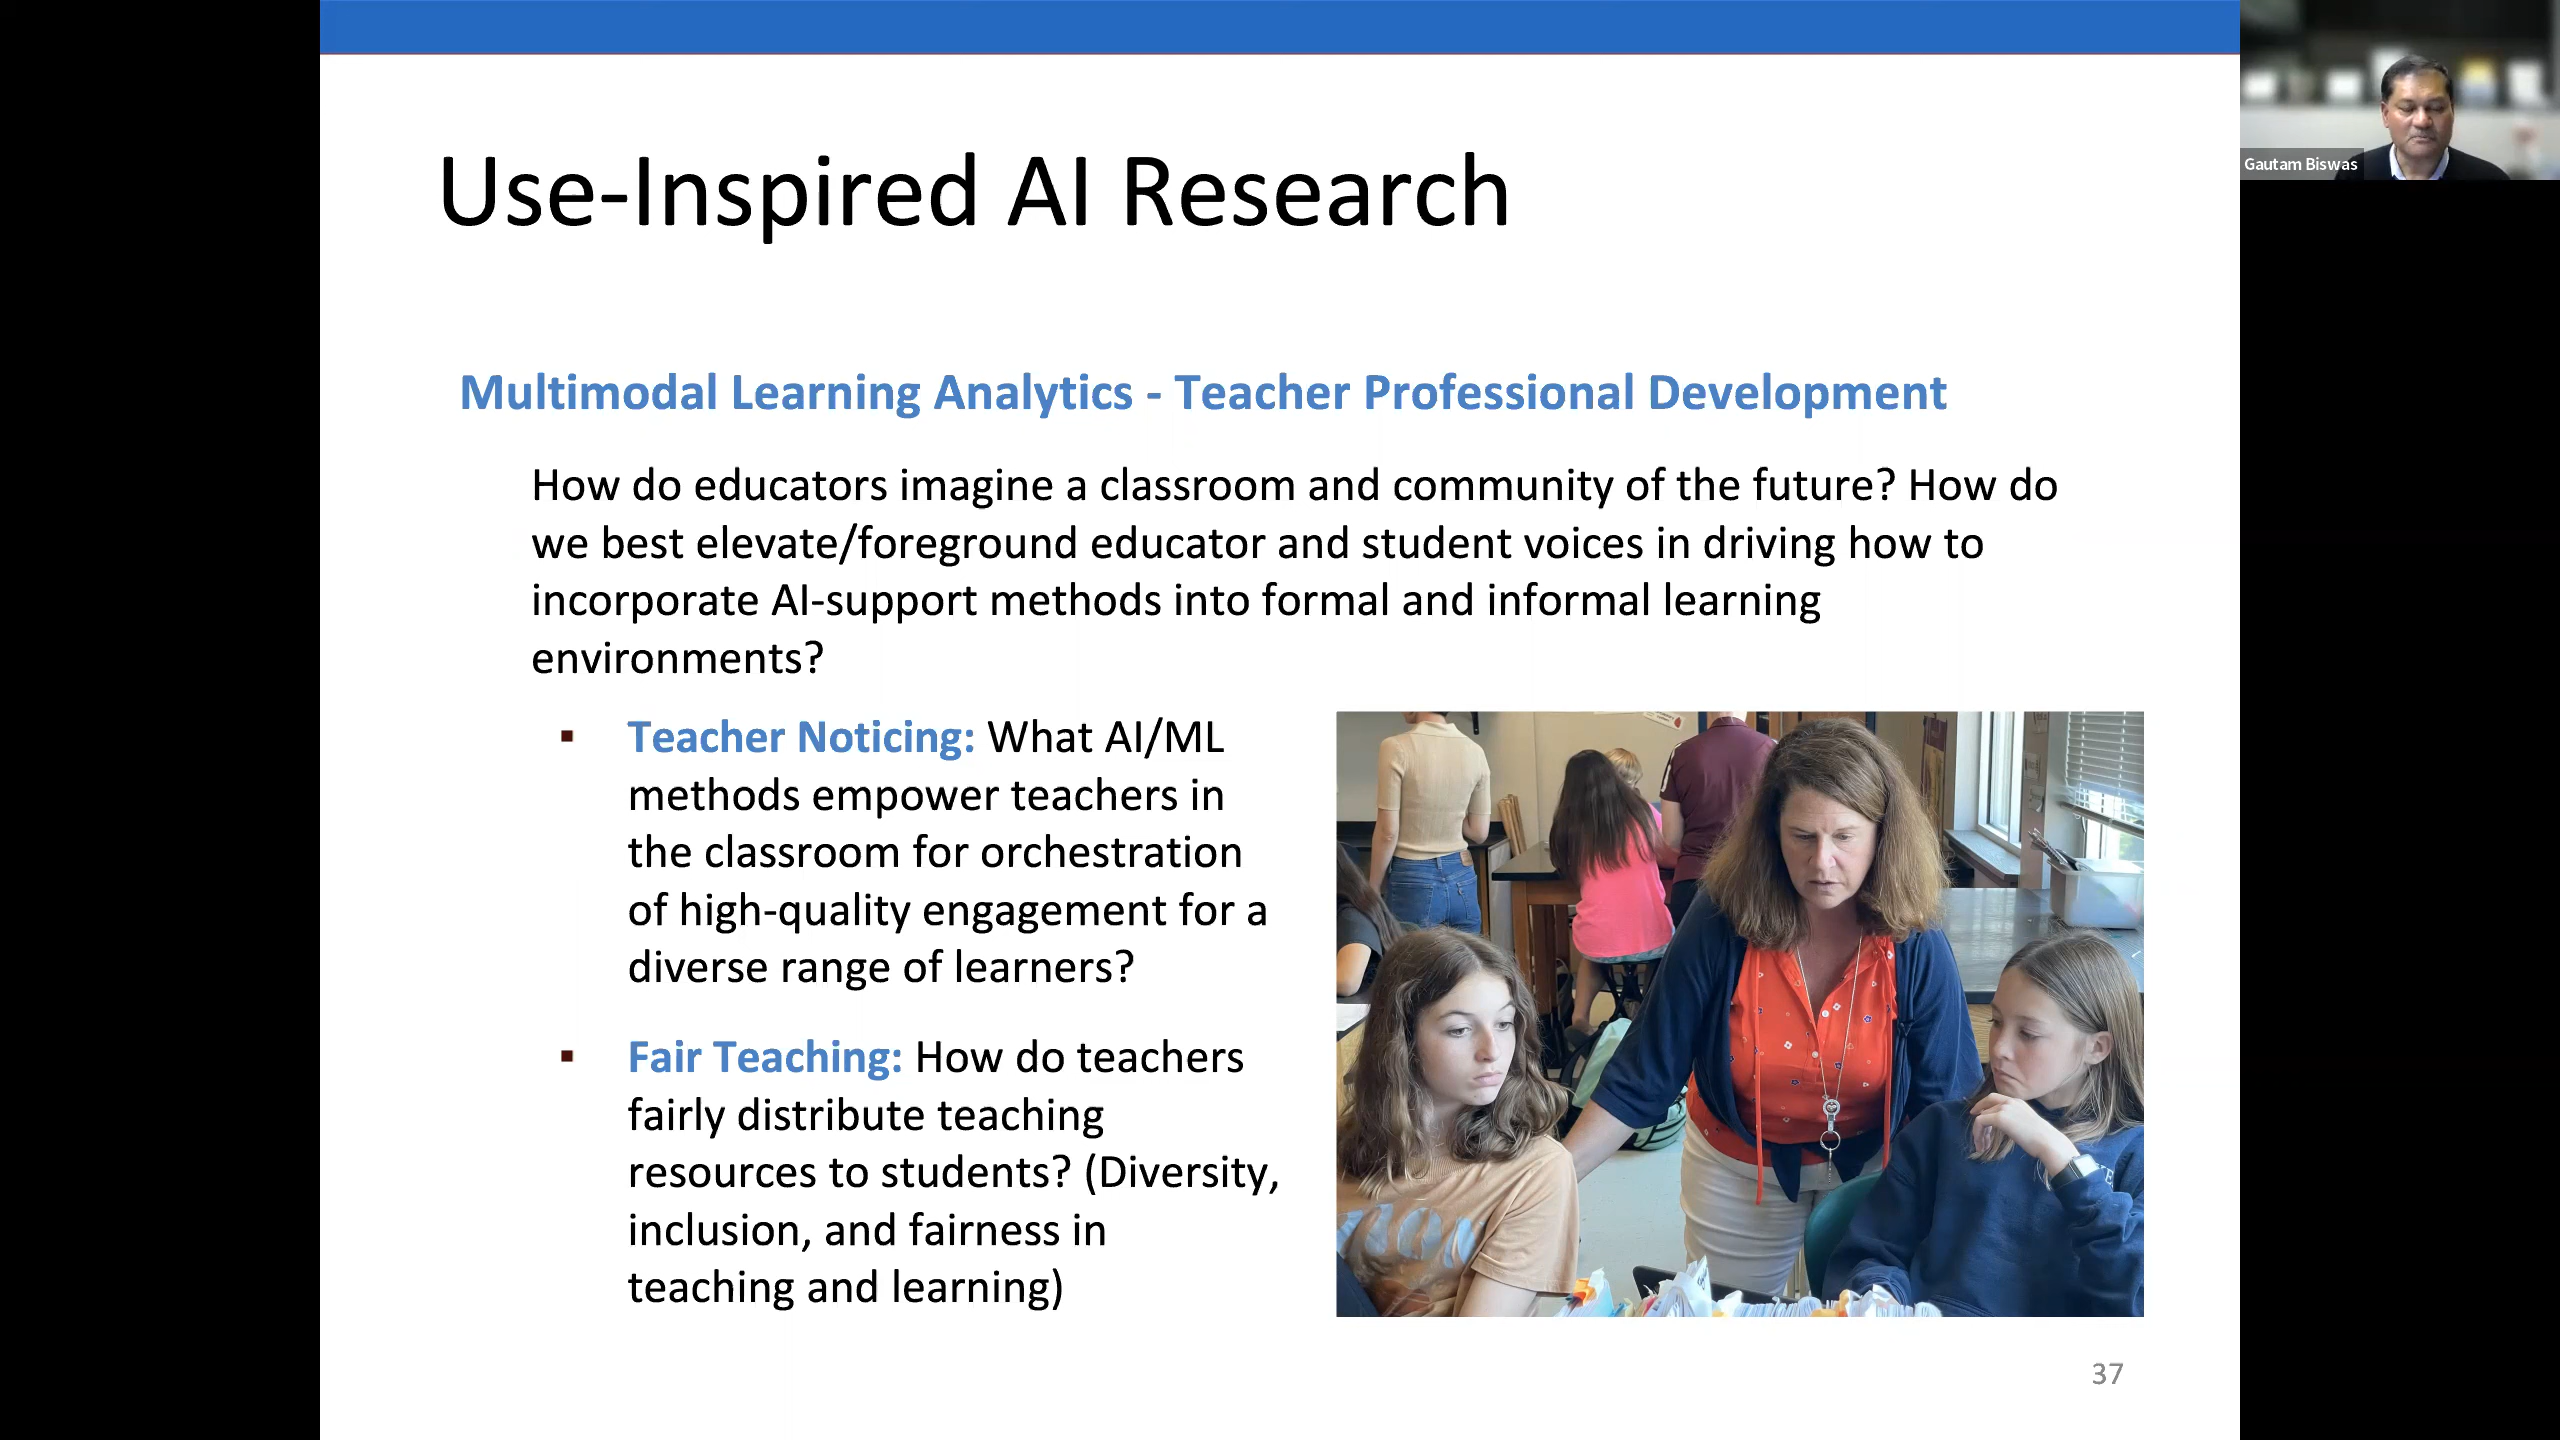 Use-Inspired AI Research
Gautam Biswas
Multimodal Learning Analytics - Teacher Professional Development
How do educators imagine a classroom and community of the future? How do
we best elevate/foreground educator and student voices in driving how to
incorporate AI-support methods into formal and informal learning
environments?
▪ Teacher Noticing: What AI/ML
methods empower teachers in
the classroom for orchestration
of high-quality engagement for a
diverse range of learners?
▪ Fair Teaching: How do teachers
fairly distribute teaching
resources to students? (Diversity,
inclusion, and fairness in
teaching and learning)
37